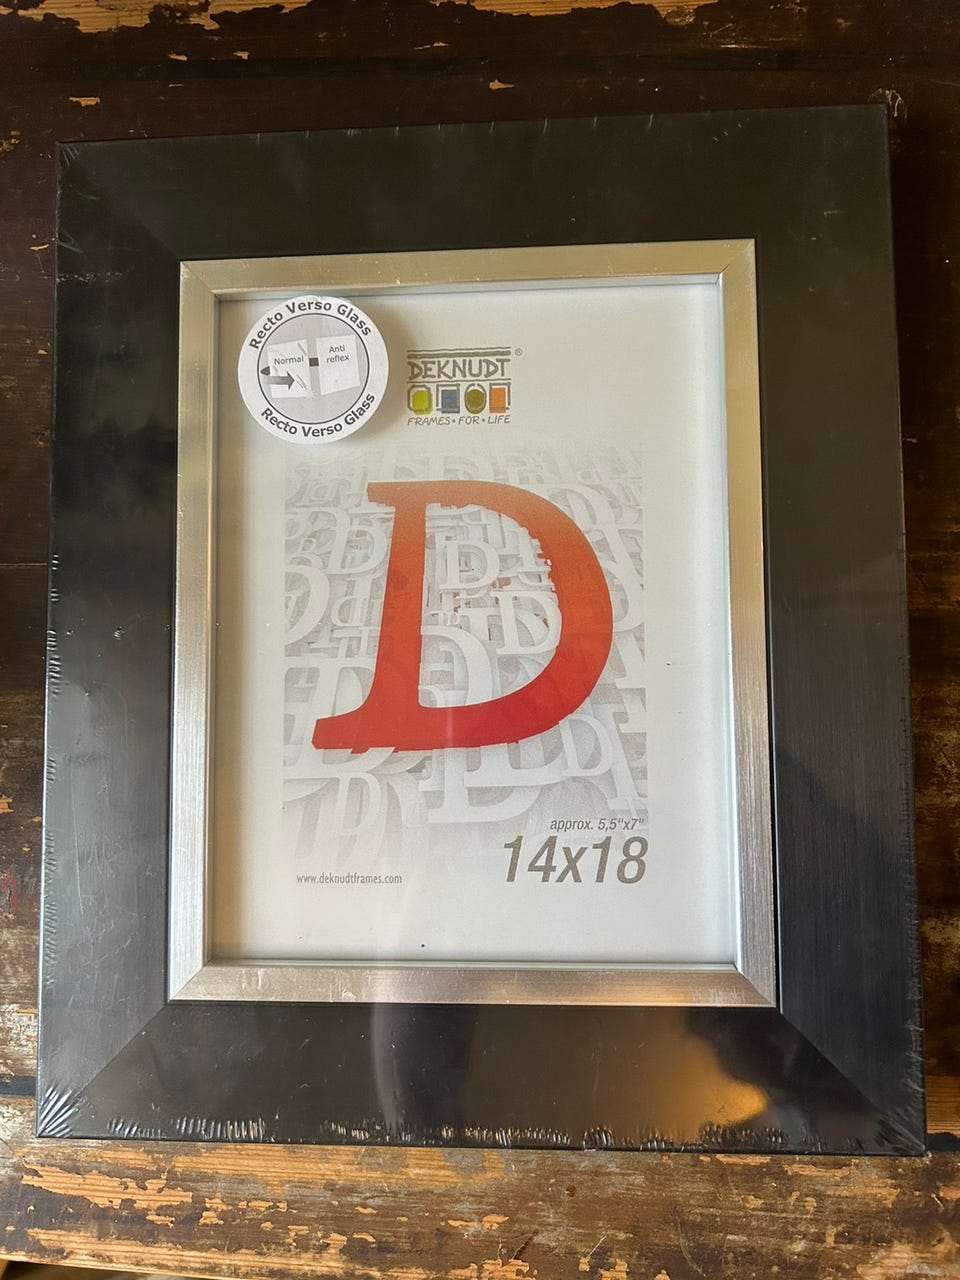 Recto Verso Glass
Normal
Anti
reflex
Recto Verso Glass
DEKNUDT®
FRAMES•FOR•LIFE
D
approx. 5,5"x7"
14x18
www.deknudtframes.com